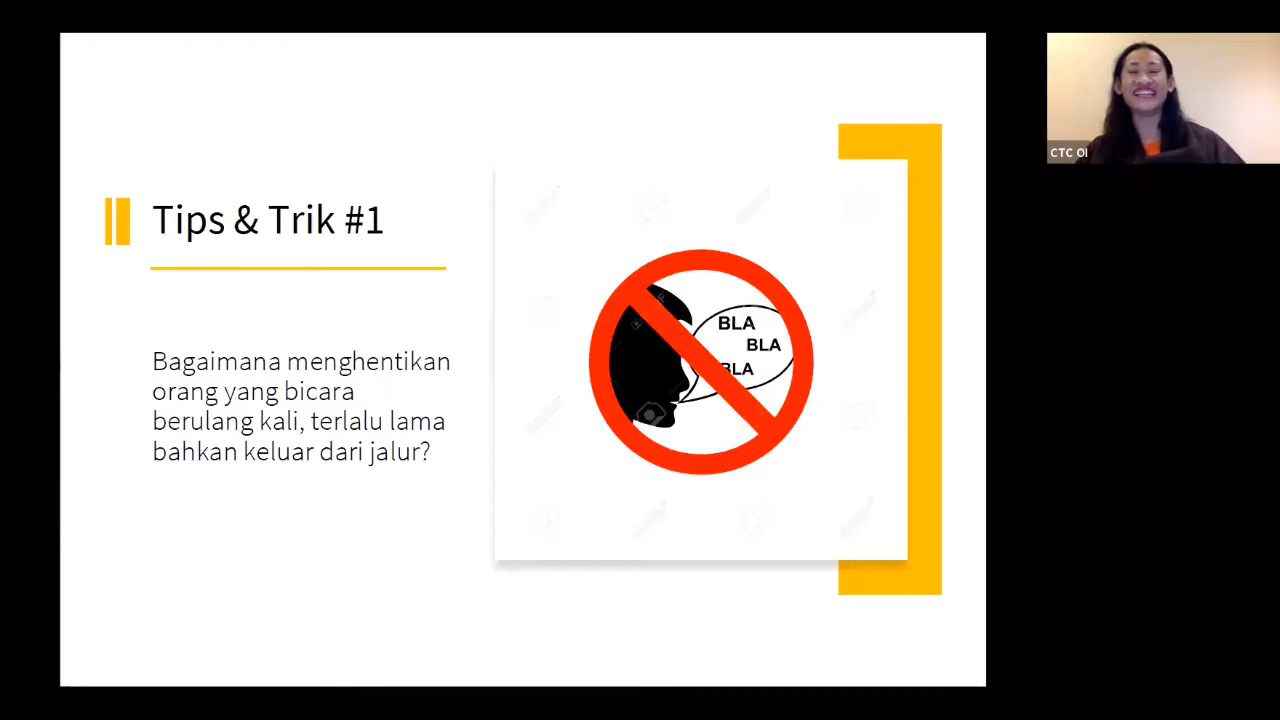 Tips & Trik #1
Bagaimana menghentikan
orang yang bicara
berulang kali, terlalu lama
bahkan keluar dari jalur?
BLA
BLA
BLA
CTC